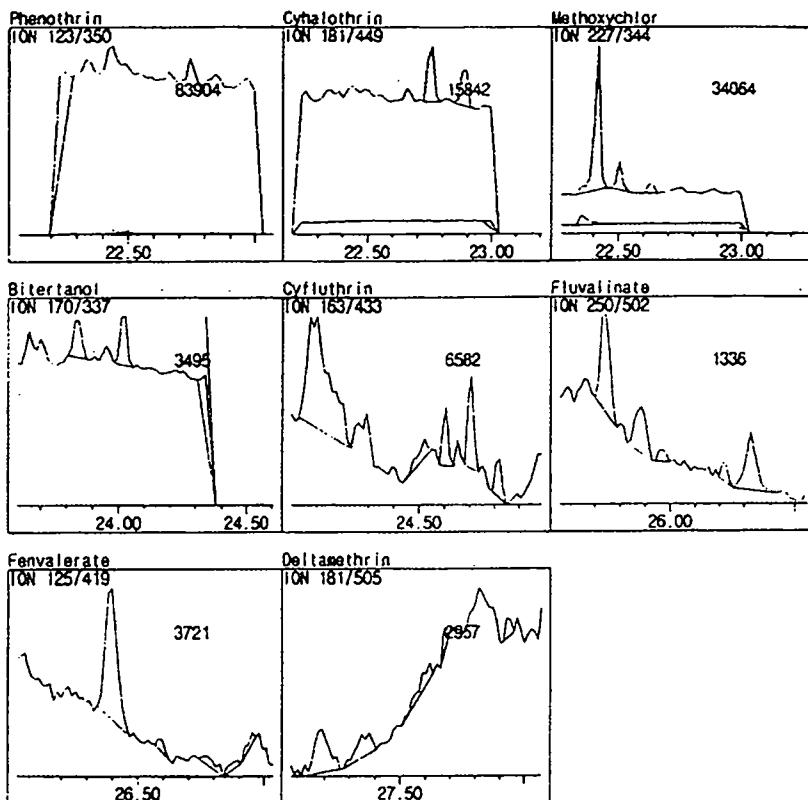 Phenothrin
ION 123/350
83904
22.50
Cyhalothrin
ION 181/449
15842
22.50 23.00
Methoxychlor
ION 227/344
34064
22.50 23.00
Bitertanol
ION 170/337
3495
24.00 24.50
Cyfluthrin
ION 163/433
6582
24.50
Fluvalinate
ION 250/502
1336
26.00
Fenvalerate
ION 125/419
3721
26.50
Deltamethrin
ION 181/505
2957
27.50